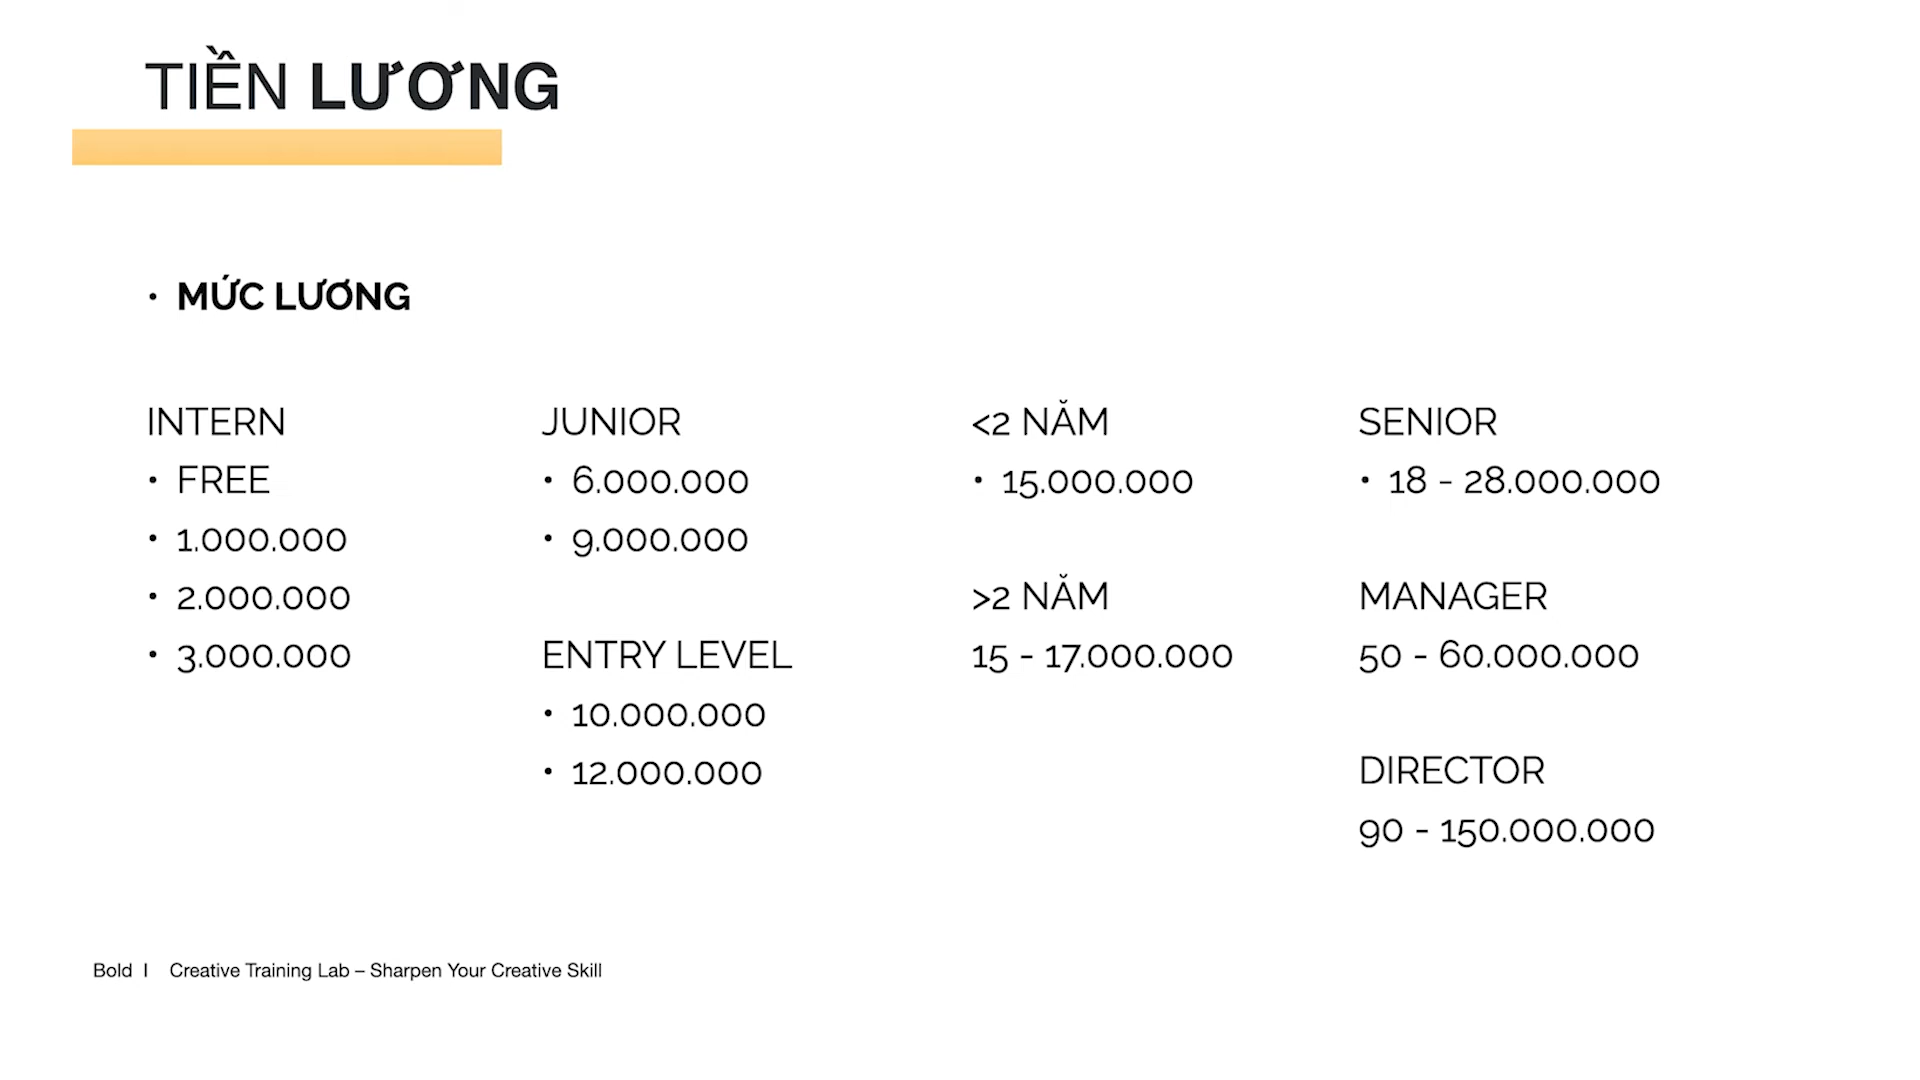 TIỀN LƯƠNG
• MỨC LƯƠNG
INTERN
• FREE
• 1.000.000
• 2.000.000
• 3.000.000
JUNIOR
• 6.000.000
• 9.000.000
ENTRY LEVEL
• 10.000.000
• 12.000.000
<2 NĂM
• 15.000.000
>2 NĂM
15 - 17.000.000
SENIOR
• 18 - 28.000.000
MANAGER
50 - 60.000.000
DIRECTOR
90 - 150.000.000
Bold I Creative Training Lab – Sharpen Your Creative Skill